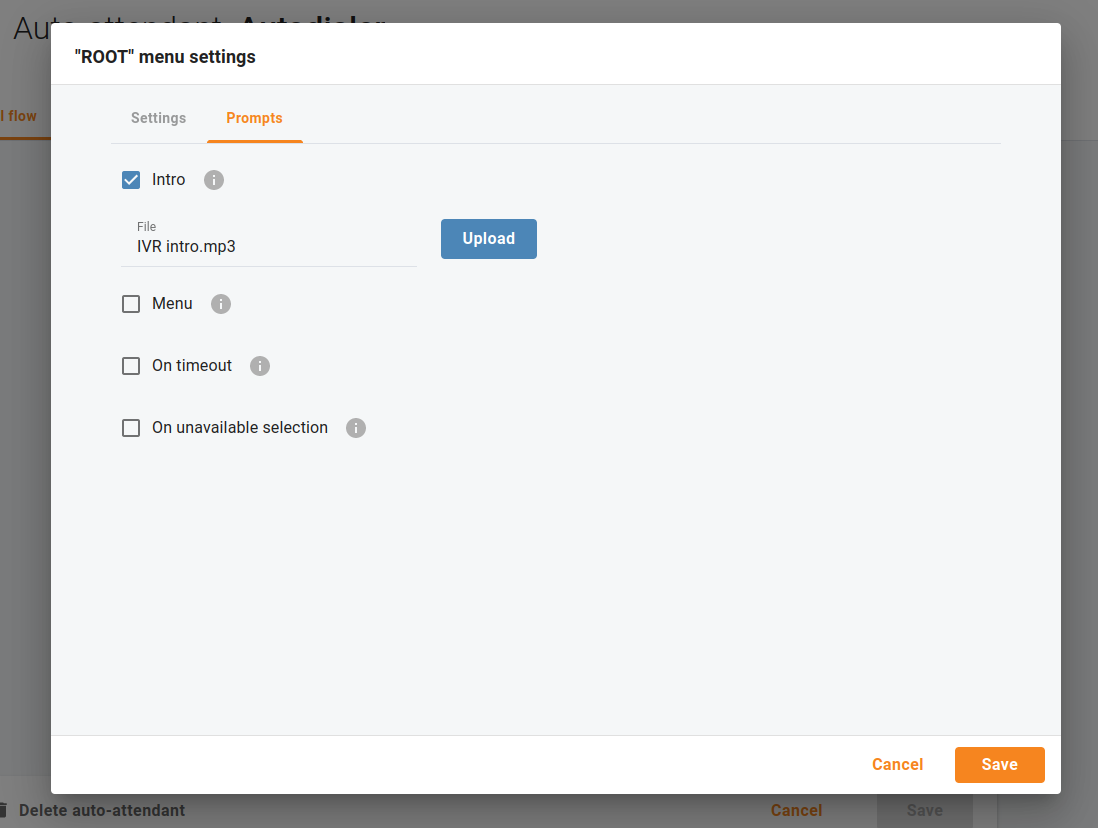 Auto-attendant Autodialer
"ROOT" menu settings
l flow
Settings
Prompts
Intro
File
IVR intro.mp3
Upload
Menu
On timeout
On unavailable selection
Cancel
Save
Delete auto-attendant
Cancel
Save